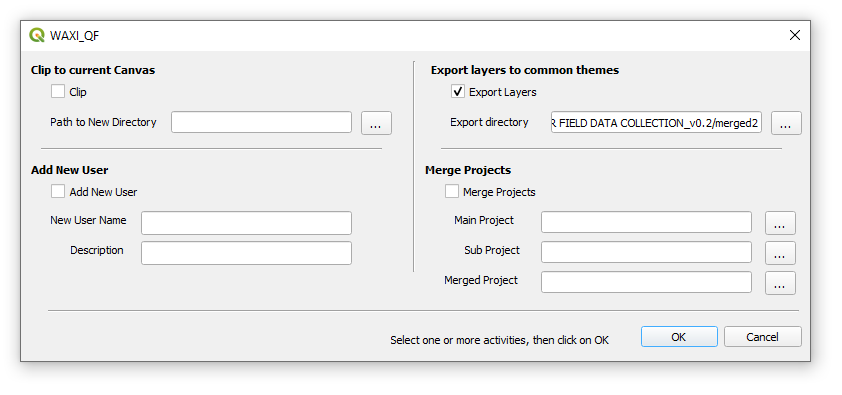 WAXI_QF
Clip to current Canvas
Clip
Path to New Directory
...
Add New User
Add New User
New User Name
Description
Export layers to common themes
Export Layers
Export directory
R FIELD DATA COLLECTION_v0.2/merged2
...
Merge Projects
Merge Projects
Main Project
...
Sub Project
...
Merged Project
...
Select one or more activities, then click on OK
OK
Cancel